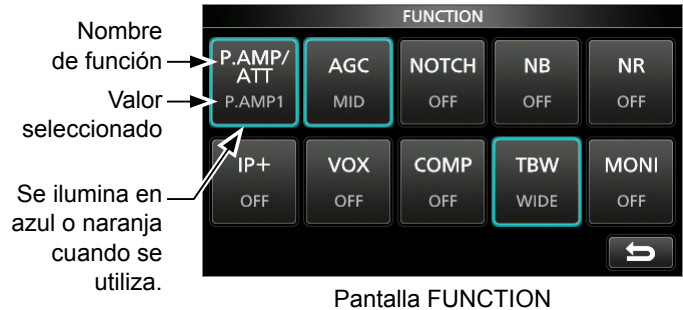 FUNCTION
Nombre
de función
Valor
seleccionado
Se ilumina en
azul o naranja
cuando se
utiliza.
P.AMP/
ATT
P.AMP1
AGC
MID
NOTCH
OFF
NB
OFF
NR
OFF
IP+
OFF
VOX
OFF
COMP
OFF
TBW
WIDE
MONI
OFF
Pantalla FUNCTION